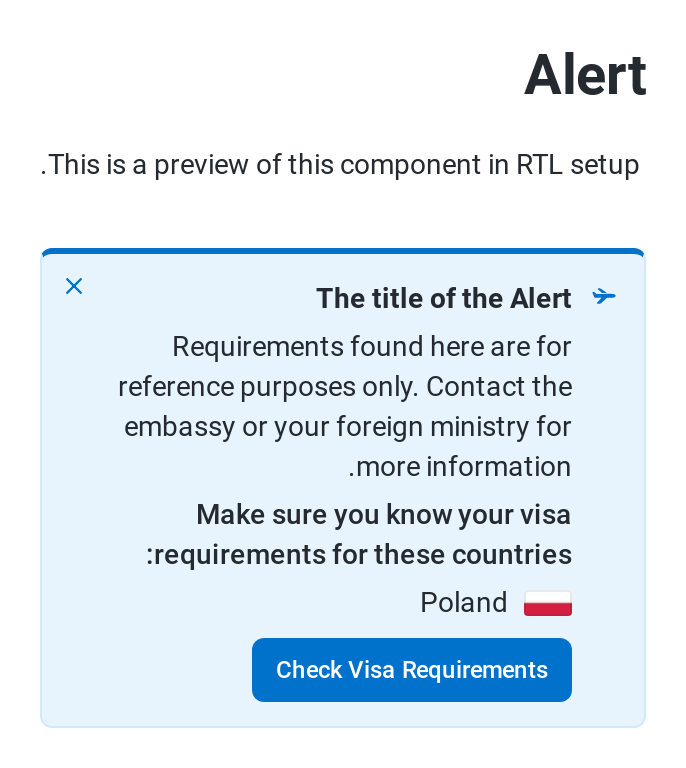 Alert
.This is a preview of this component in RTL setup
The title of the Alert
Requirements found here are for
reference purposes only. Contact the
embassy or your foreign ministry for
.more information
Make sure you know your visa
:requirements for these countries
Poland
Check Visa Requirements